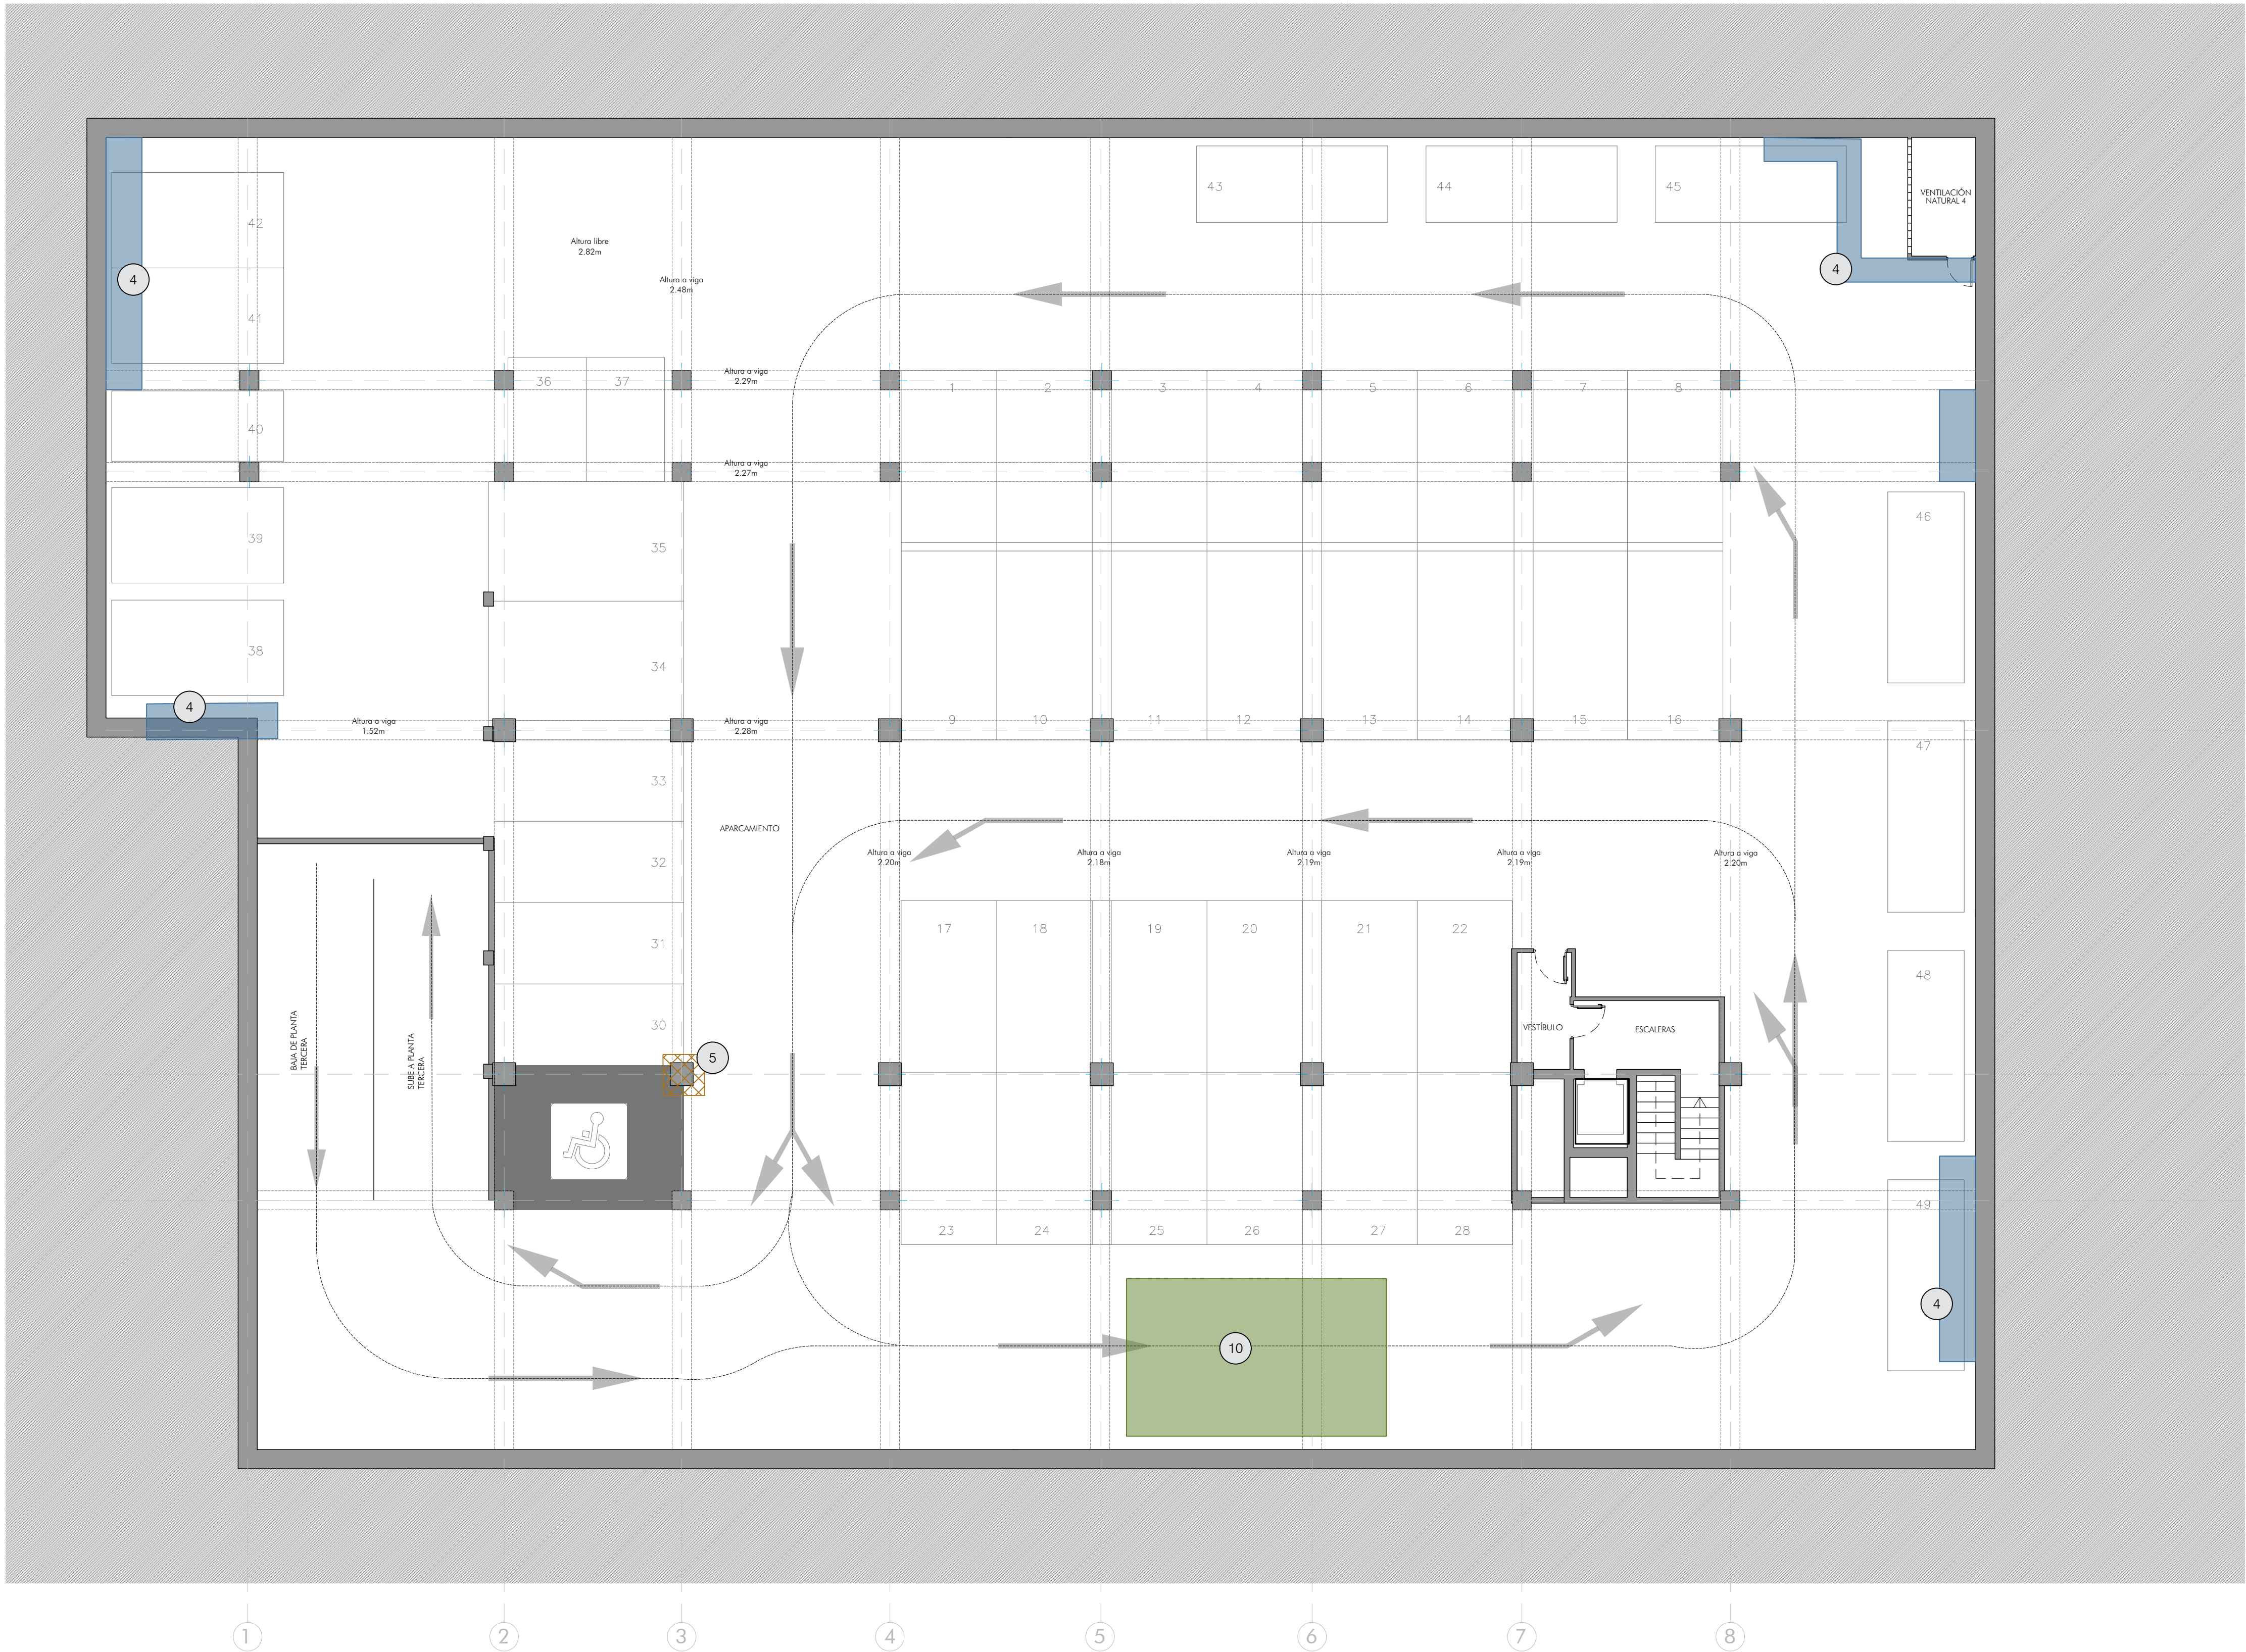 43
44
45
VENTILACIÓN
NATURAL 4
42
Altura libre
2.82m
4
4
Altura a viga
2.48m
41
36
37
Altura a viga
2.29m
1
2
3
4
5
6
7
8
40
Altura a viga
2.27m
46
39
35
38
34
4
Altura a viga
1.52m
Altura a viga
2.28m
9
10
11
12
13
14
15
16
47
33
APARCAMIENTO
32
Altura a viga
2.20m
Altura a viga
2.18m
Altura a viga
2.19m
Altura a viga
2.19m
Altura a viga
2.20m
31
17
18
19
20
21
22
48
30
VESTÍBULO
ESCALERAS
BAJA DE PLANTA
TERCERA
SUBE A PLANTA
TERCERA
5
23
24
25
26
27
28
49
4
10
1
2
3
4
5
6
7
8